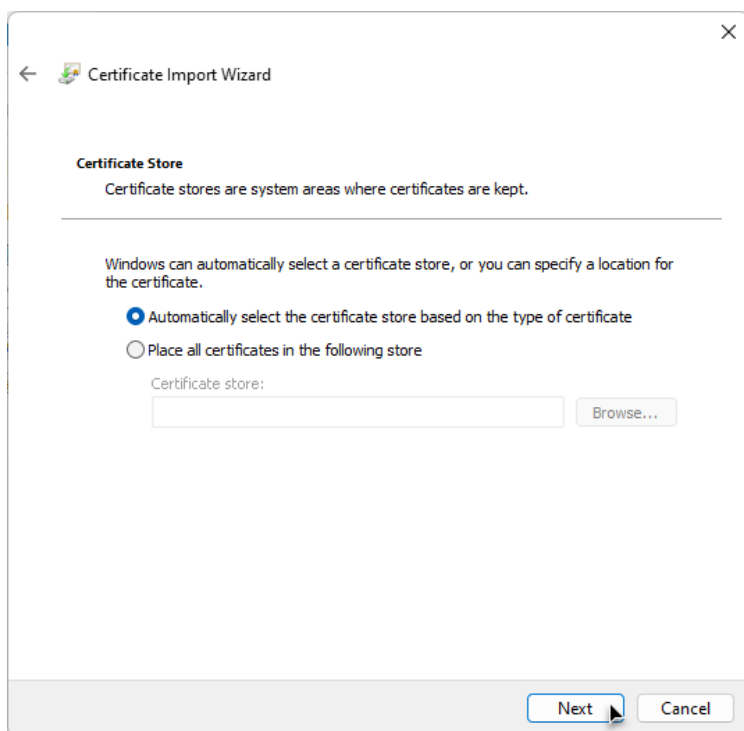 Certificate Import Wizard
Certificate Store
Certificate stores are system areas where certificates are kept.
Windows can automatically select a certificate store, or you can specify a location for
the certificate.
Automatically select the certificate store based on the type of certificate
Place all certificates in the following store
Certificate store:
Browse...
Next
Cancel